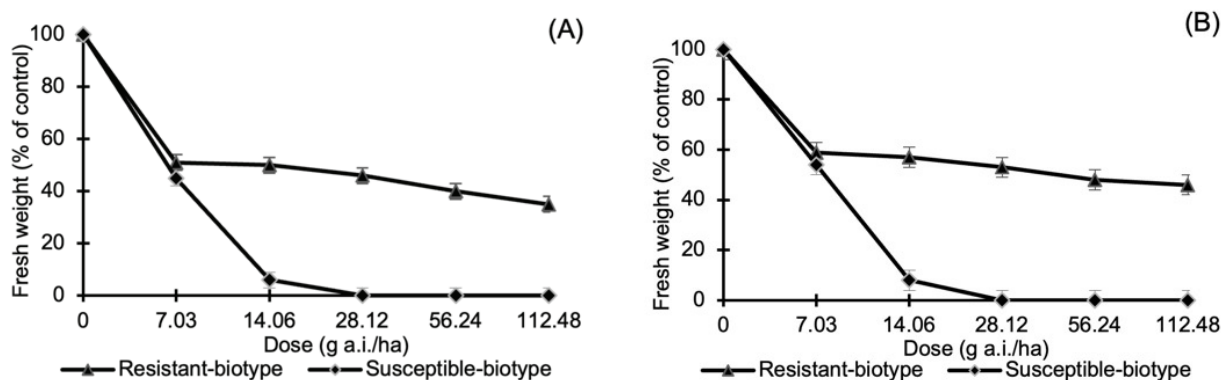 (A)
Fresh weight (% of control)
100
80
60
40
20
0
0 7.03 14.06 28.12 56.24 112.48
Dose (g a.i./ha)
Resistant-biotype Susceptible-biotype
(B)
Fresh weight (% of control)
100
80
60
40
20
0
0 7.03 14.06 28.12 56.24 112.48
Dose (g a.i./ha)
Resistant-biotype Susceptible-biotype